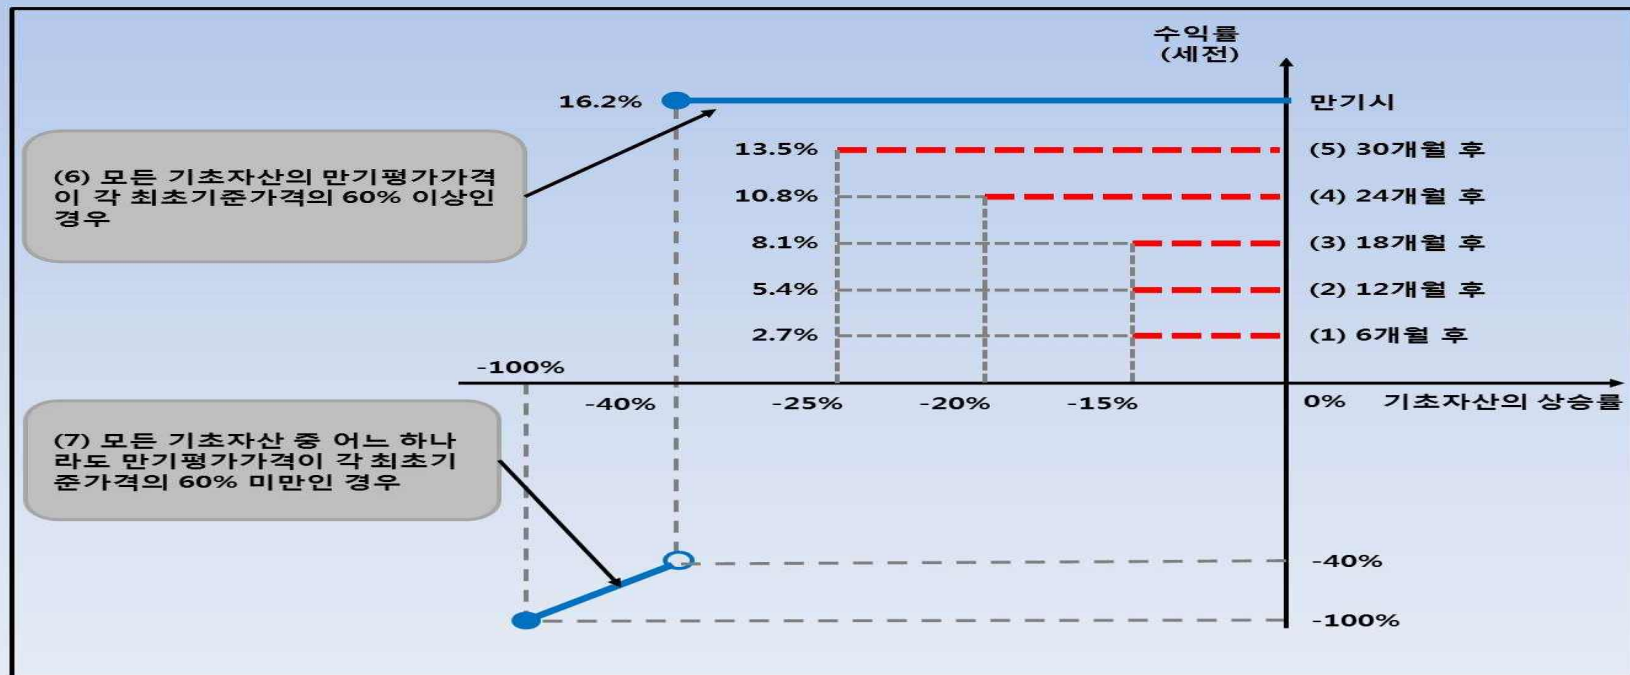 수익률
(세전)
16.2%
만기시
13.5%
(5) 30개월 후
(6) 모든 기초자산의 만기평가가격
이 각 최초기준가격의 60% 이상인
경우
10.8%
(4) 24개월 후
8.1%
(3) 18개월 후
5.4%
(2) 12개월 후
2.7%
(1) 6개월 후
-100%
-40%
-25%
-20%
-15%
0%
기초자산의 상승률
(7) 모든 기초자산 중 어느 하나
라도 만기평가가격이 각 최초기
준가격의 60% 미만인 경우
-40%
-100%